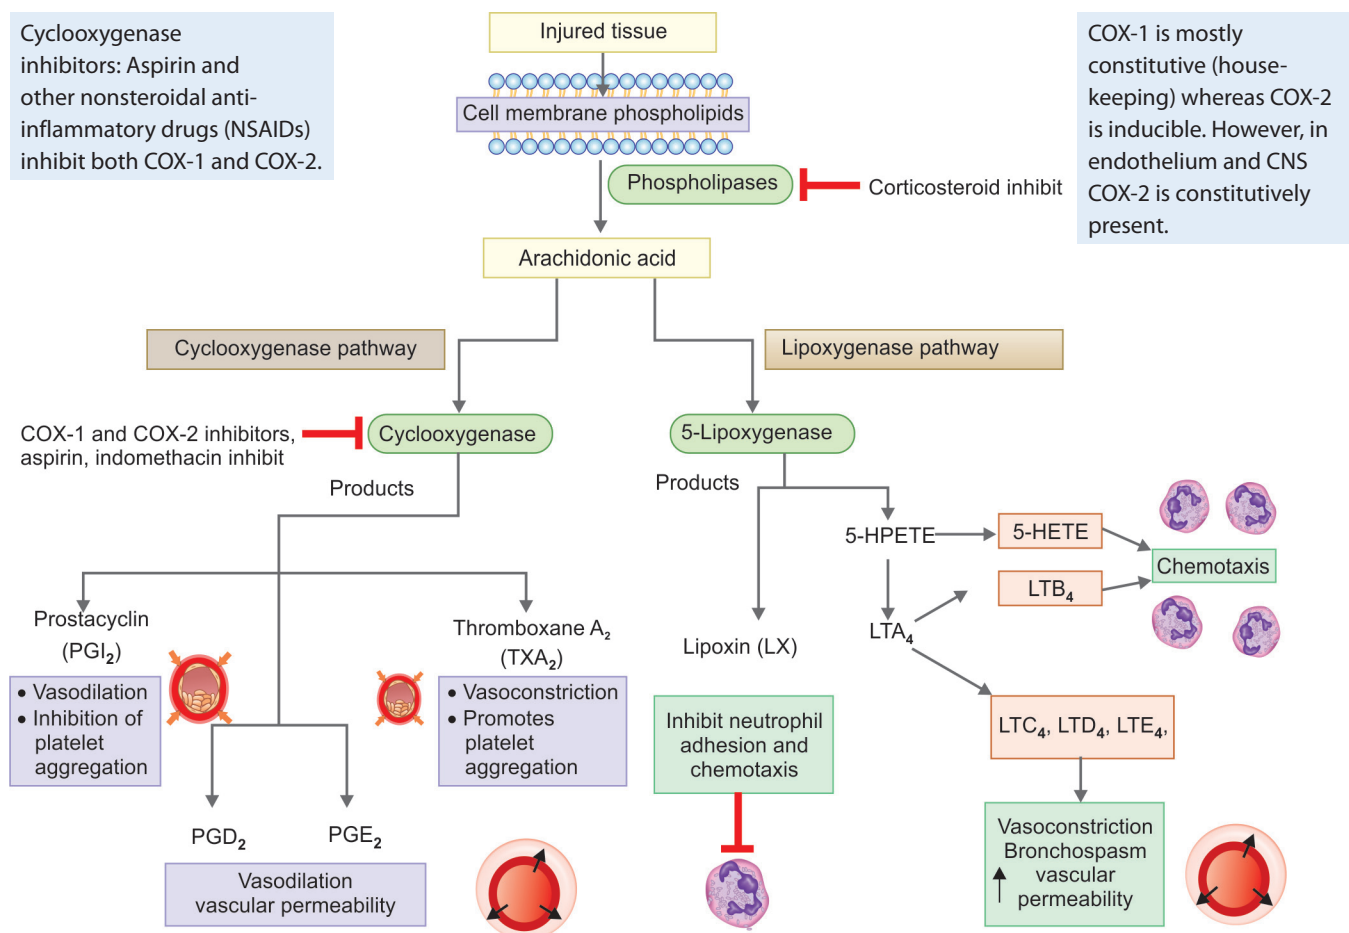 Cyclooxygenase
inhibitors: Aspirin and
other nonsteroidal anti-
inflammatory drugs (NSAIDs)
inhibit both COX-1 and COX-2.
Injured tissue
COX-1 is mostly
constitutive (house-
keeping) whereas COX-2
is inducible. However, in
endothelium and CNS
COX-2 is constitutively
present.
Cell membrane phospholipids
Phospholipases
Corticosteroid inhibit
Arachidonic acid
Cyclooxygenase pathway
Lipoxygenase pathway
COX-1 and COX-2 inhibitors,
aspirin, indomethacin inhibit
Cyclooxygenase
5-Lipoxygenase
Products
Products
5-HPETE
5-HETE
Chemotaxis
LTB₄
LTA₄
Prostacyclin
(PGI₂)
Thromboxane A₂
(TXA₂)
Lipoxin (LX)
• Vasodilation
• Inhibition of
platelet
aggregation
• Vasoconstriction
• Promotes
platelet
aggregation
Inhibit neutrophil
adhesion and
chemotaxis
LTC₄, LTD₄, LTE₄,
PGD₂
PGE₂
Vasodilation
vascular permeability
Vasoconstriction
Bronchospasm
↑ vascular
permeability